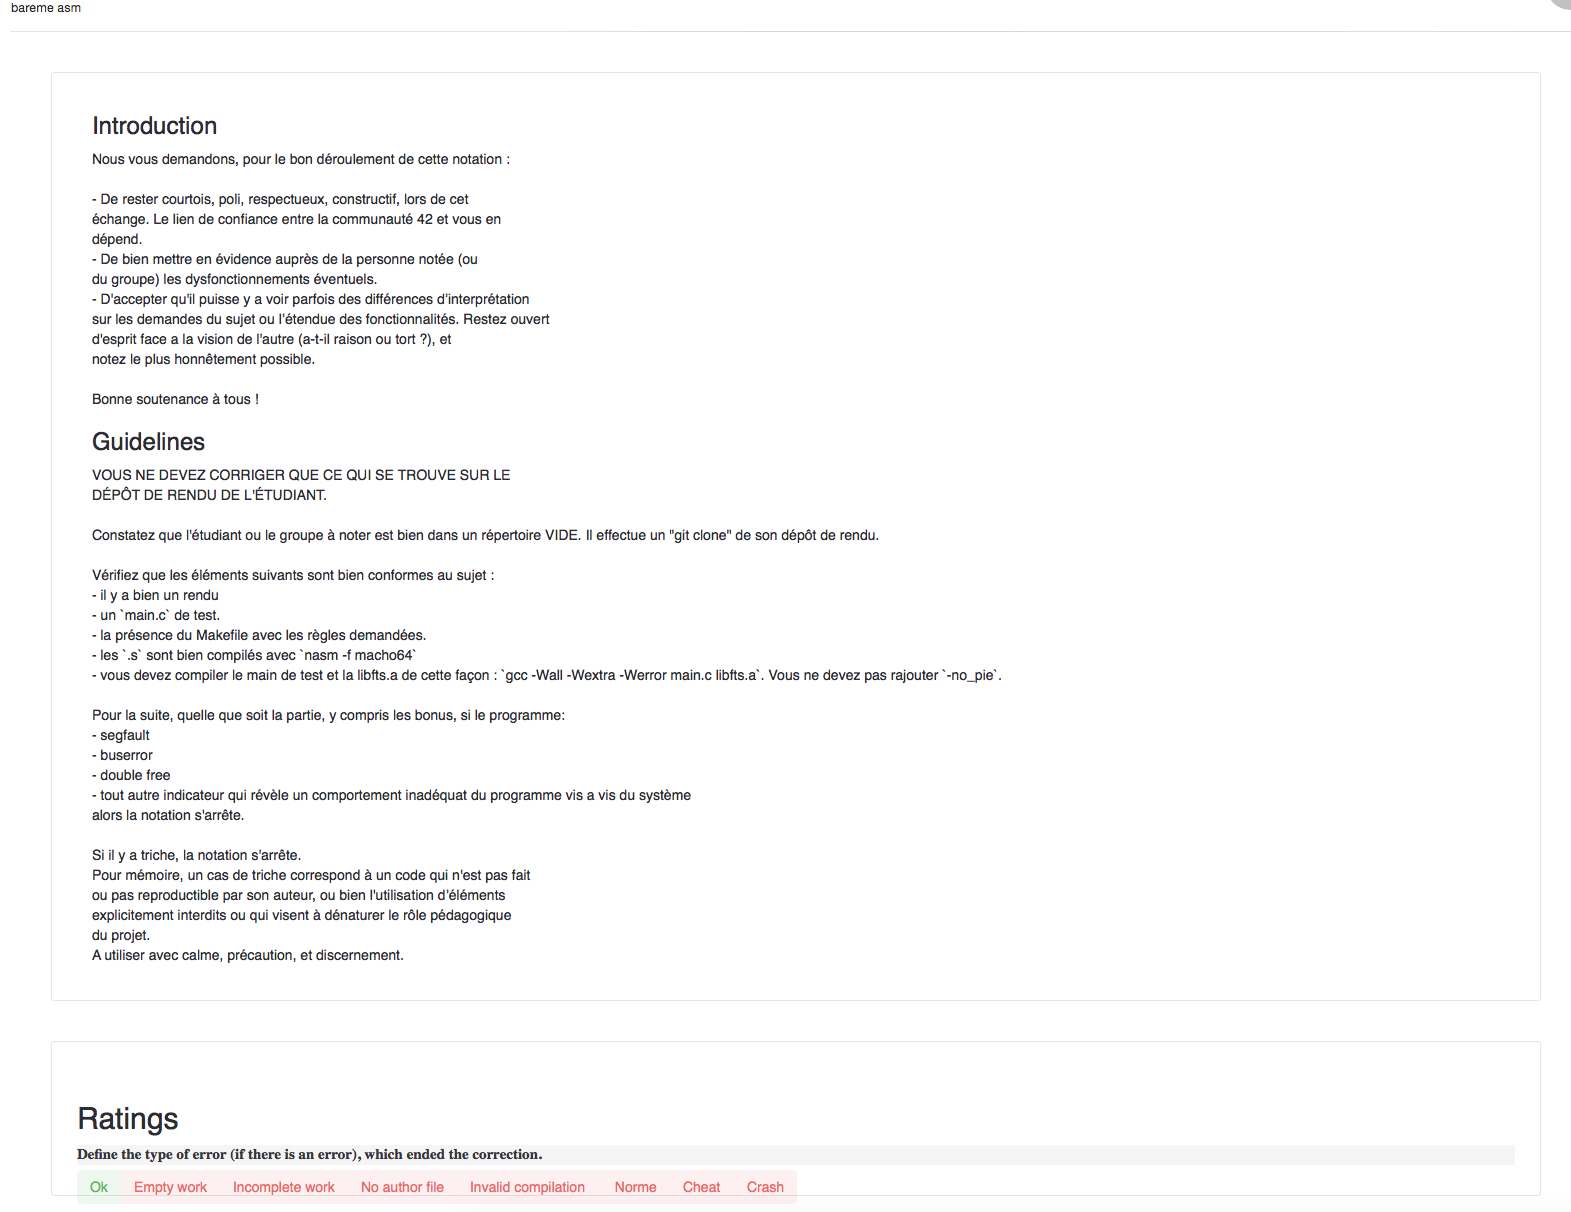 bareme asm
Introduction
Nous vous demandons, pour le bon déroulement de cette notation :
- De rester courtois, poli, respectueux, constructif, lors de cet
échange. Le lien de confiance entre la communauté 42 et vous en
dépend.
- De bien mettre en évidence auprès de la personne notée (ou
du groupe) les dysfonctionnements éventuels.
- D'accepter qu'il puisse y a voir parfois des différences d'interprétation
sur les demandes du sujet ou l'étendue des fonctionnalités. Restez ouvert
d'esprit face a la vision de l'autre (a-t-il raison ou tort ?), et
notez le plus honnêtement possible.
Bonne soutenance à tous !
Guidelines
VOUS NE DEVEZ CORRIGER QUE CE QUI SE TROUVE SUR LE
DÉPÔT DE RENDU DE L'ÉTUDIANT.
Constatez que l'étudiant ou le groupe à noter est bien dans un répertoire VIDE. Il effectue un "git clone" de son dépôt de rendu.
Vérifiez que les éléments suivants sont bien conformes au sujet :
- il y a bien un rendu
- un `main.c` de test.
- la présence du Makefile avec les règles demandées.
- les `.s` sont bien compilés avec `nasm -f macho64`
- vous devez compiler le main de test et la libfts.a de cette façon : `gcc -Wall -Wextra -Werror main.c libfts.a`. Vous ne devez pas rajouter `-no_pie`.
Pour la suite, quelle que soit la partie, y compris les bonus, si le programme:
- segfault
- buserror
- double free
- tout autre indicateur qui révèle un comportement inadéquat du programme vis a vis du système
alors la notation s'arrête.
Si il y a triche, la notation s'arrête.
Pour mémoire, un cas de triche correspond à un code qui n'est pas fait
ou pas reproductible par son auteur, ou bien l'utilisation d'éléments
explicitement interdits ou qui visent à dénaturer le rôle pédagogique
du projet.
A utiliser avec calme, précaution, et discernement.
Ratings
Define the type of error (if there is an error), which ended the correction.
Ok Empty work Incomplete work No author file Invalid compilation Norme Cheat Crash